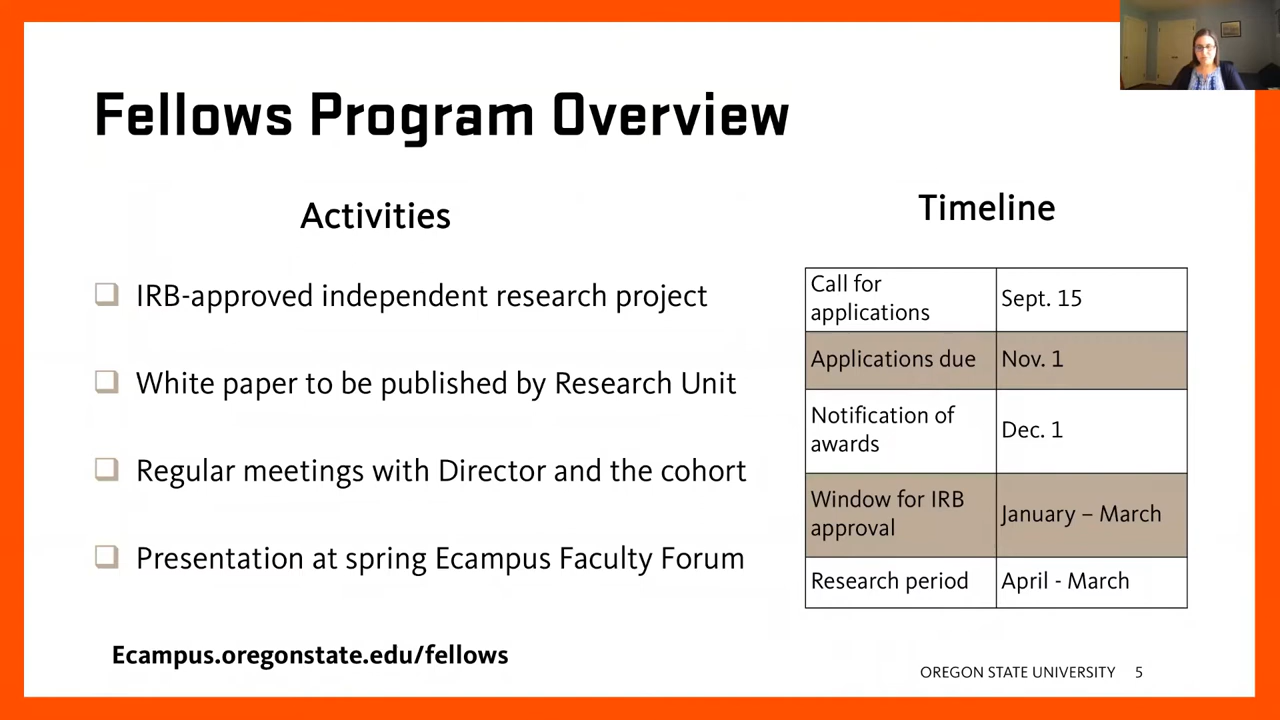 Fellows Program Overview
Activities
IRB-approved independent research project
White paper to be published by Research Unit
Regular meetings with Director and the cohort
Presentation at spring Ecampus Faculty Forum
Ecampus.oregonstate.edu/fellows
Timeline
Call for
applications
Sept. 15
Applications due
Nov. 1
Notification of
awards
Dec. 1
Window for IRB
approval
January – March
Research period
April - March
OREGON STATE UNIVERSITY 5